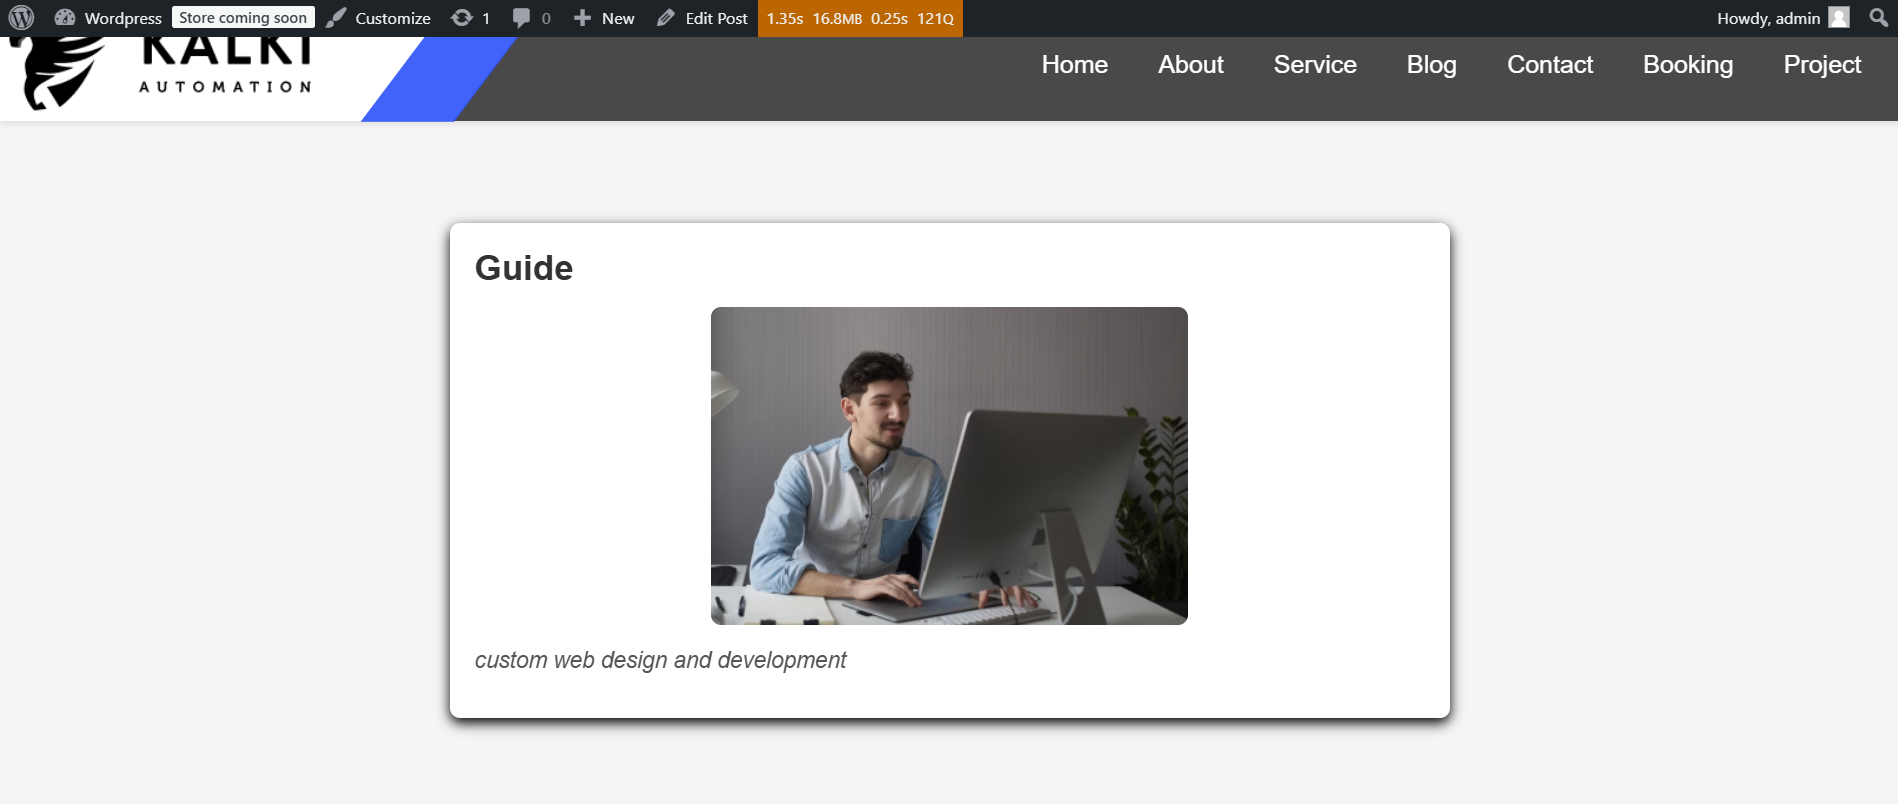 Wordpress Store coming soon Customize 1 0 New Edit Post 1.35s 16.8MB 0.25s 121Q Howdy, admin
KALKI
AUTOMATION
Home About Service Blog Contact Booking Project
Guide
custom web design and development